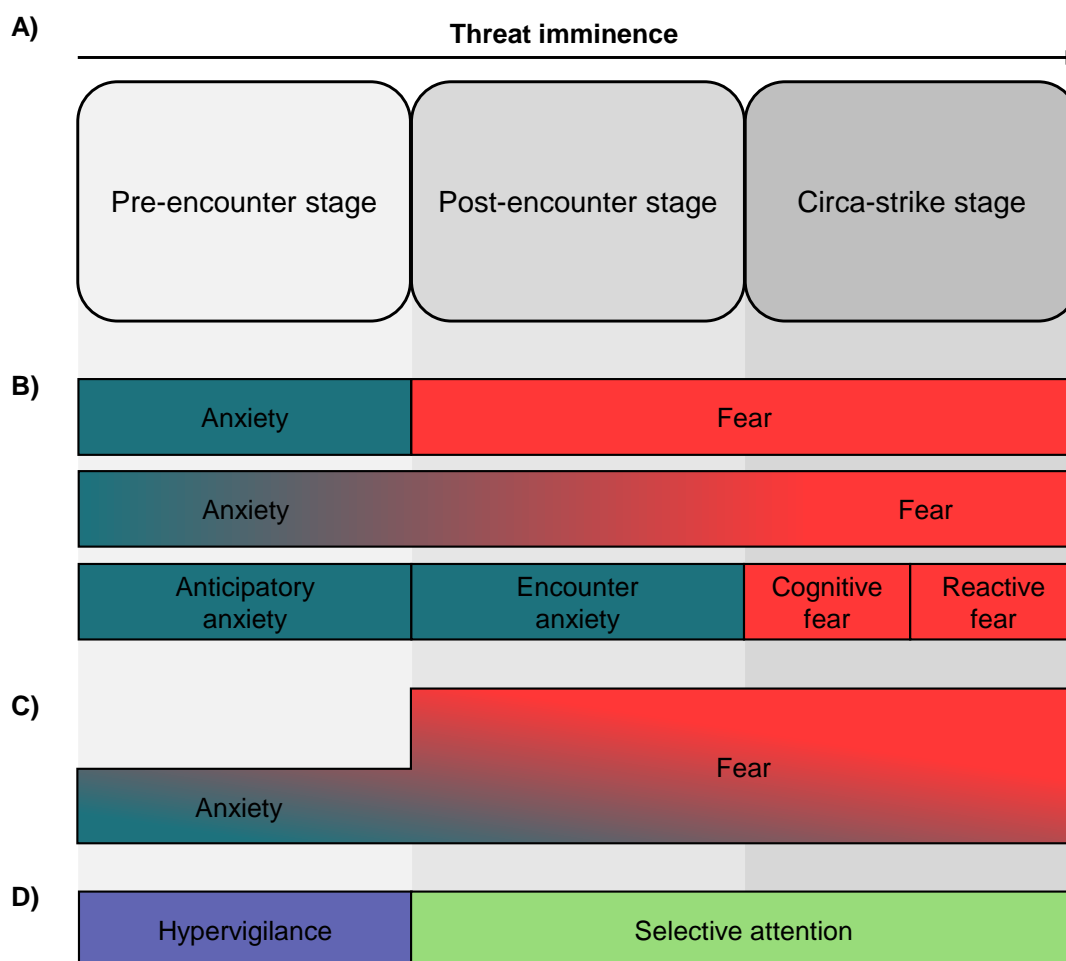 A)
Threat imminence
Pre-encounter stage
Post-encounter stage
Circa-strike stage
B)
Anxiety
Fear
Anxiety
Fear
Anticipatory
anxiety
Encounter
anxiety
Cognitive
fear
Reactive
fear
C)
Fear
Anxiety
D)
Hypervigilance
Selective attention